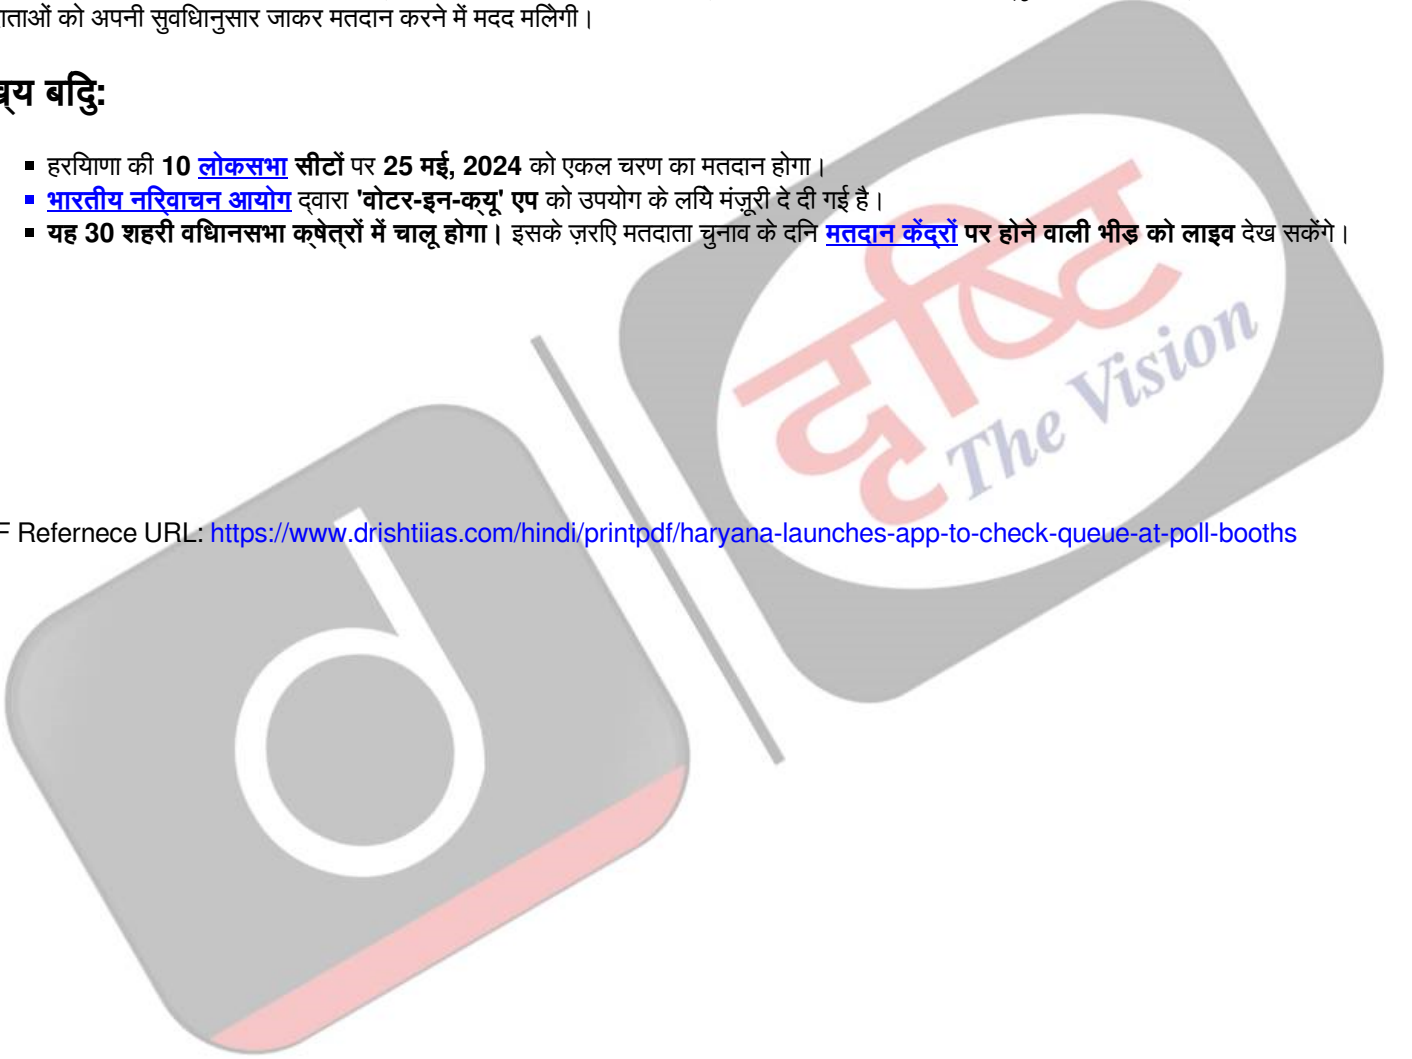 ाताओं को अपनी सुविधानुसार जाकर मतदान करने में मदद मिलेगी।
ख्य बिंदु:
हरियाणा की 10 लोकसभा सीटों पर 25 मई, 2024 को एकल चरण का मतदान होगा।
भारतीय निर्वाचन आयोग द्वारा 'वोटर-इन-क्यू' एप को उपयोग के लिये मंज़ूरी दे दी गई है।
यह 30 शहरी विधानसभा क्षेत्रों में चालू होगा। इसके ज़रिए मतदाता चुनाव के दिन मतदान केंद्रों पर होने वाली भीड़ को लाइव देख सकेंगे।
दृष्टि
The Vision
F Refernece URL: https://www.drishtiias.com/hindi/printpdf/haryana-launches-app-to-check-queue-at-poll-booths
d